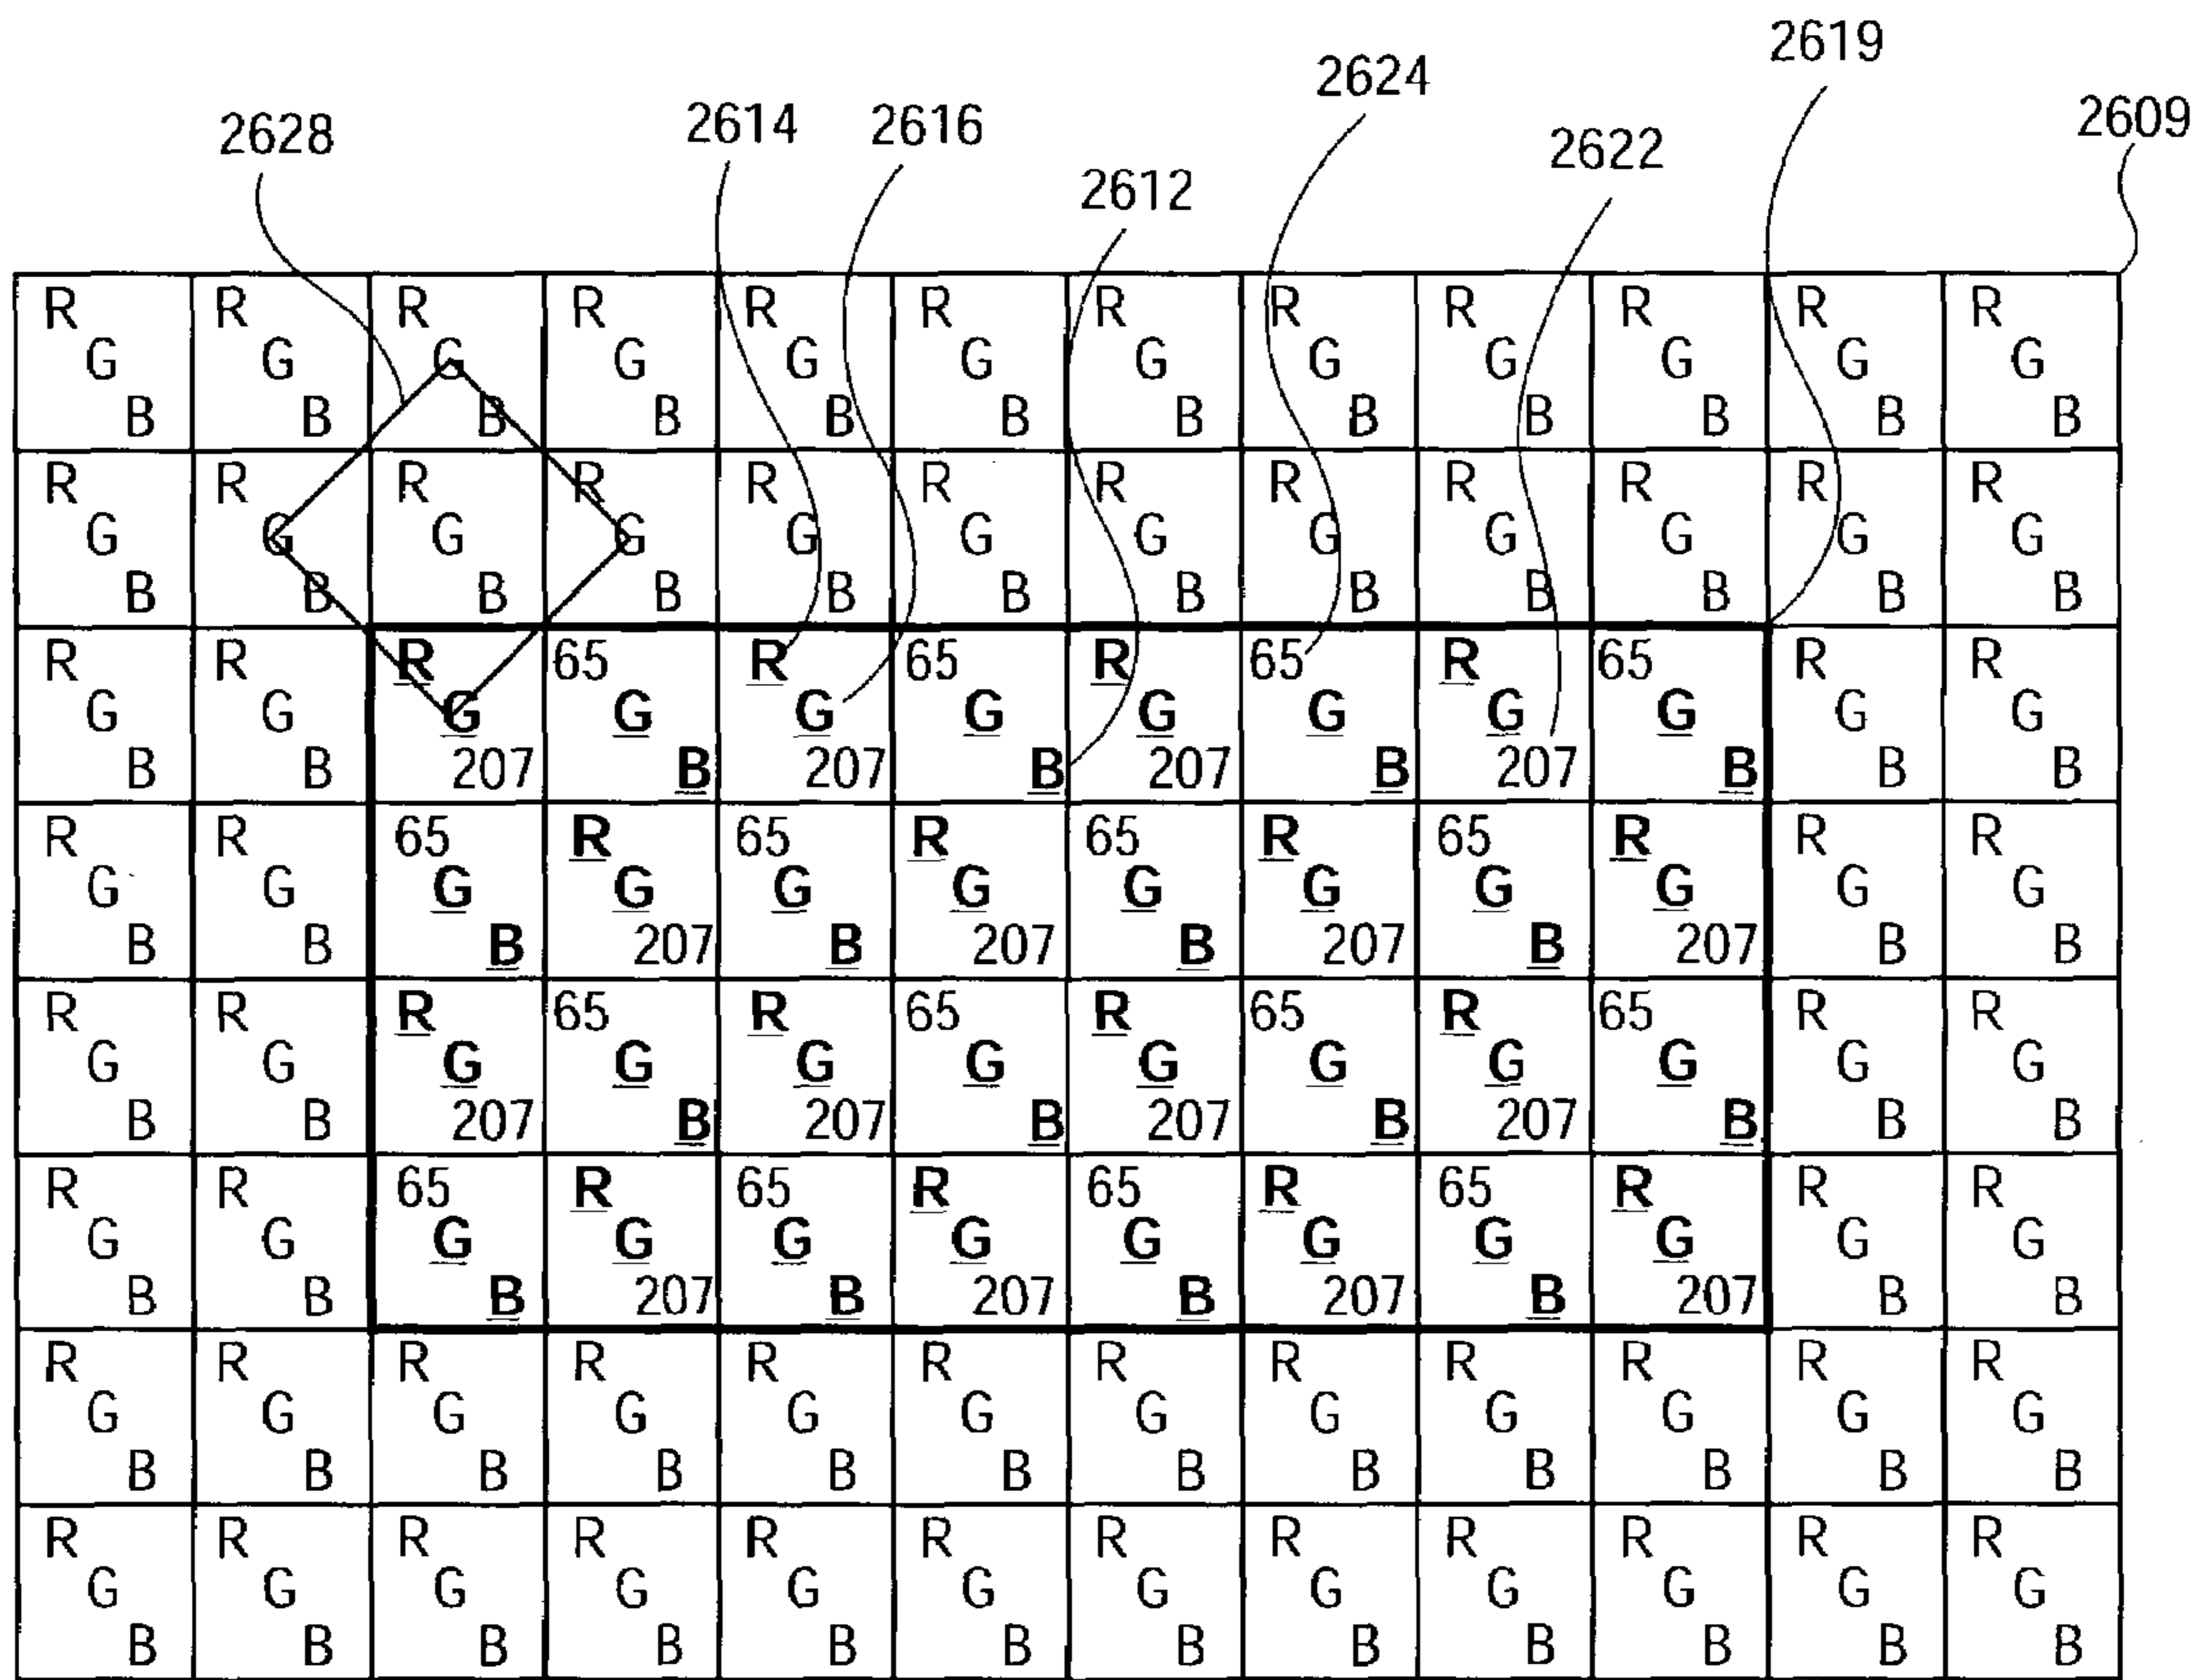 2619
2624
2609
2628 2614 2616
2622
2612
R R R R R R R R R R R R
G G G G G G G G G G G G
B B B B B B B B B B B B
R R R R R R R R R R R R
G G G G G G G G G G G G
B B B B B B B B B B B B
R R R 65 R 65 R 65 R 65 R R
G G G G G G G G G G G G
B B 207 B 207 B 207 B 207 B B B
R R 65 R 65 R 65 R 65 R R R
G G G G G G G G G G G G
B B B 207 B 207 B 207 B 207 B B
R R R 65 R 65 R 65 R 65 R R
G G G G G G G G G G G G
B B 207 B 207 B 207 B 207 B B B
R R 65 R 65 R 65 R 65 R R R
G G G G G G G G G G G G
B B B 207 B 207 B 207 B 207 B B
R R R R R R R R R R R R
G G G G G G G G G G G G
B B B B B B B B B B B B
R R R R R R R R R R R R
G G G G G G G G G G G G
B B B B B B B B B B B B